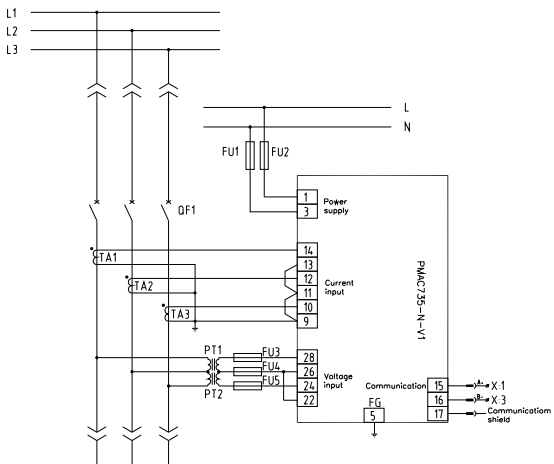 L1
L2
L3
L
N
FU1
FU2
1
3
Power
supply
QF1
TA1
TA2
TA3
14
13
12
11
10
9
Current
input
PMAC735-N-V1
PT1
PT2
FU3
FU4
FU5
28
26
24
22
Voltage
input
FG
5
Communication
15
16
17
A+
B-
X:1
X:3
Communicatiom
shield